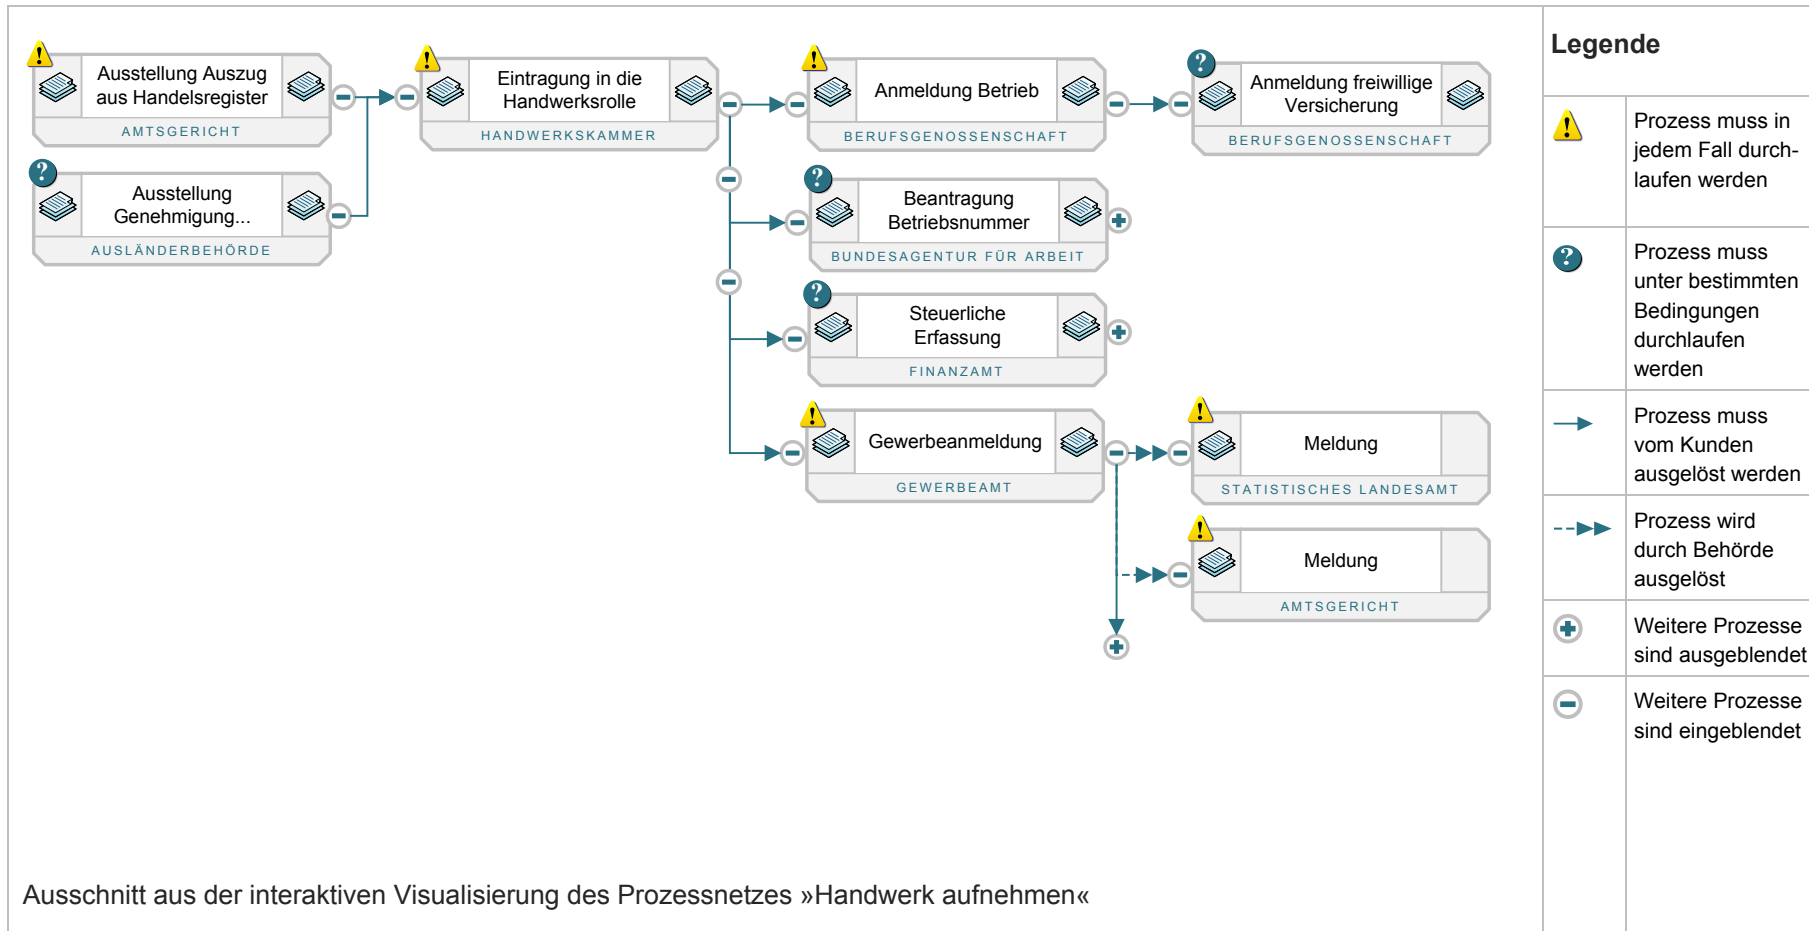 Ausstellung Auszug
aus Handelsregister
AMTSGERICHT
Eintragung in die
Handwerksrolle
HANDWERKSKAMMER
Anmeldung Betrieb
BERUFSGENOSSENSCHAFT
Anmeldung freiwillige
Versicherung
BERUFSGENOSSENSCHAFT
Ausstellung
Genehmigung...
AUSLÄNDERBEHÖRDE
Beantragung
Betriebsnummer
BUNDESAGENTUR FÜR ARBEIT
Steuerliche
Erfassung
FINANZAMT
Gewerbeanmeldung
GEWERBEAMT
Meldung
STATISTISCHES LANDESAMT
Meldung
AMTSGERICHT
Ausschnitt aus der interaktiven Visualisierung des Prozessnetzes »Handwerk aufnehmen«
Legende
Prozess muss in
jedem Fall durch-
laufen werden
Prozess muss
unter bestimmten
Bedingungen
durchlaufen
werden
Prozess muss
vom Kunden
ausgelöst werden
Prozess wird
durch Behörde
ausgelöst
Weitere Prozesse
sind ausgeblendet
Weitere Prozesse
sind eingeblendet